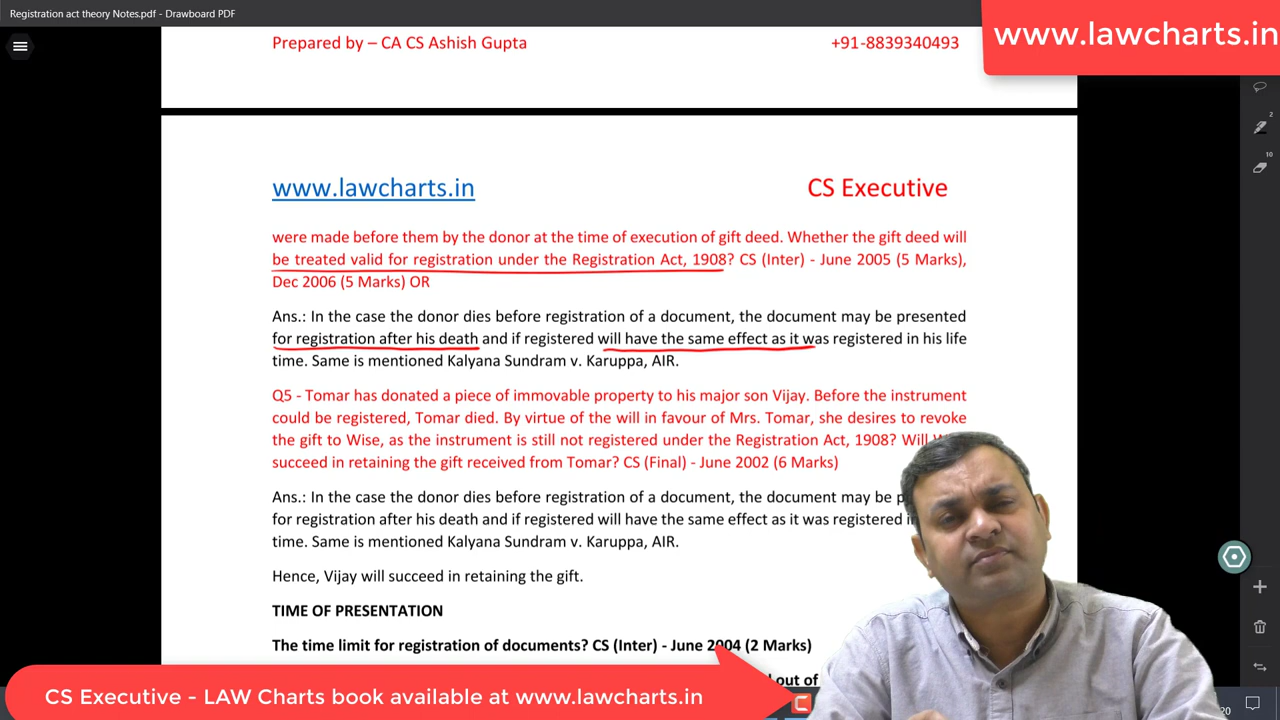 Registration act theory Notes.pdf - Drawboard PDF
www.lawcharts.in
Prepared by – CA CS Ashish Gupta +91-8839340493
2
10
www.lawcharts.in CS Executive
were made before them by the donor at the time of execution of gift deed. Whether the gift deed will
be treated valid for registration under the Registration Act, 1908? CS (Inter) - June 2005 (5 Marks),
Dec 2006 (5 Marks) OR
Ans.: In the case the donor dies before registration of a document, the document may be presented
for registration after his death and if registered will have the same effect as it was registered in his life
time. Same is mentioned Kalyana Sundram v. Karuppa, AIR.
Q5 - Tomar has donated a piece of immovable property to his major son Vijay. Before the instrument
could be registered, Tomar died. By virtue of the will in favour of Mrs. Tomar, she desires to revoke
the gift to Wise, as the instrument is still not registered under the Registration Act, 1908? Will
succeed in retaining the gift received from Tomar? CS (Final) - June 2002 (6 Marks)
Ans.: In the case the donor dies before registration of a document, the document may be
for registration after his death and if registered will have the same effect as it was registered
time. Same is mentioned Kalyana Sundram v. Karuppa, AIR.
Hence, Vijay will succeed in retaining the gift.
TIME OF PRESENTATION
The time limit for registration of documents? CS (Inter) - June 2004 (2 Marks)
out of
CS Executive - LAW Charts book available at www.lawcharts.in
20